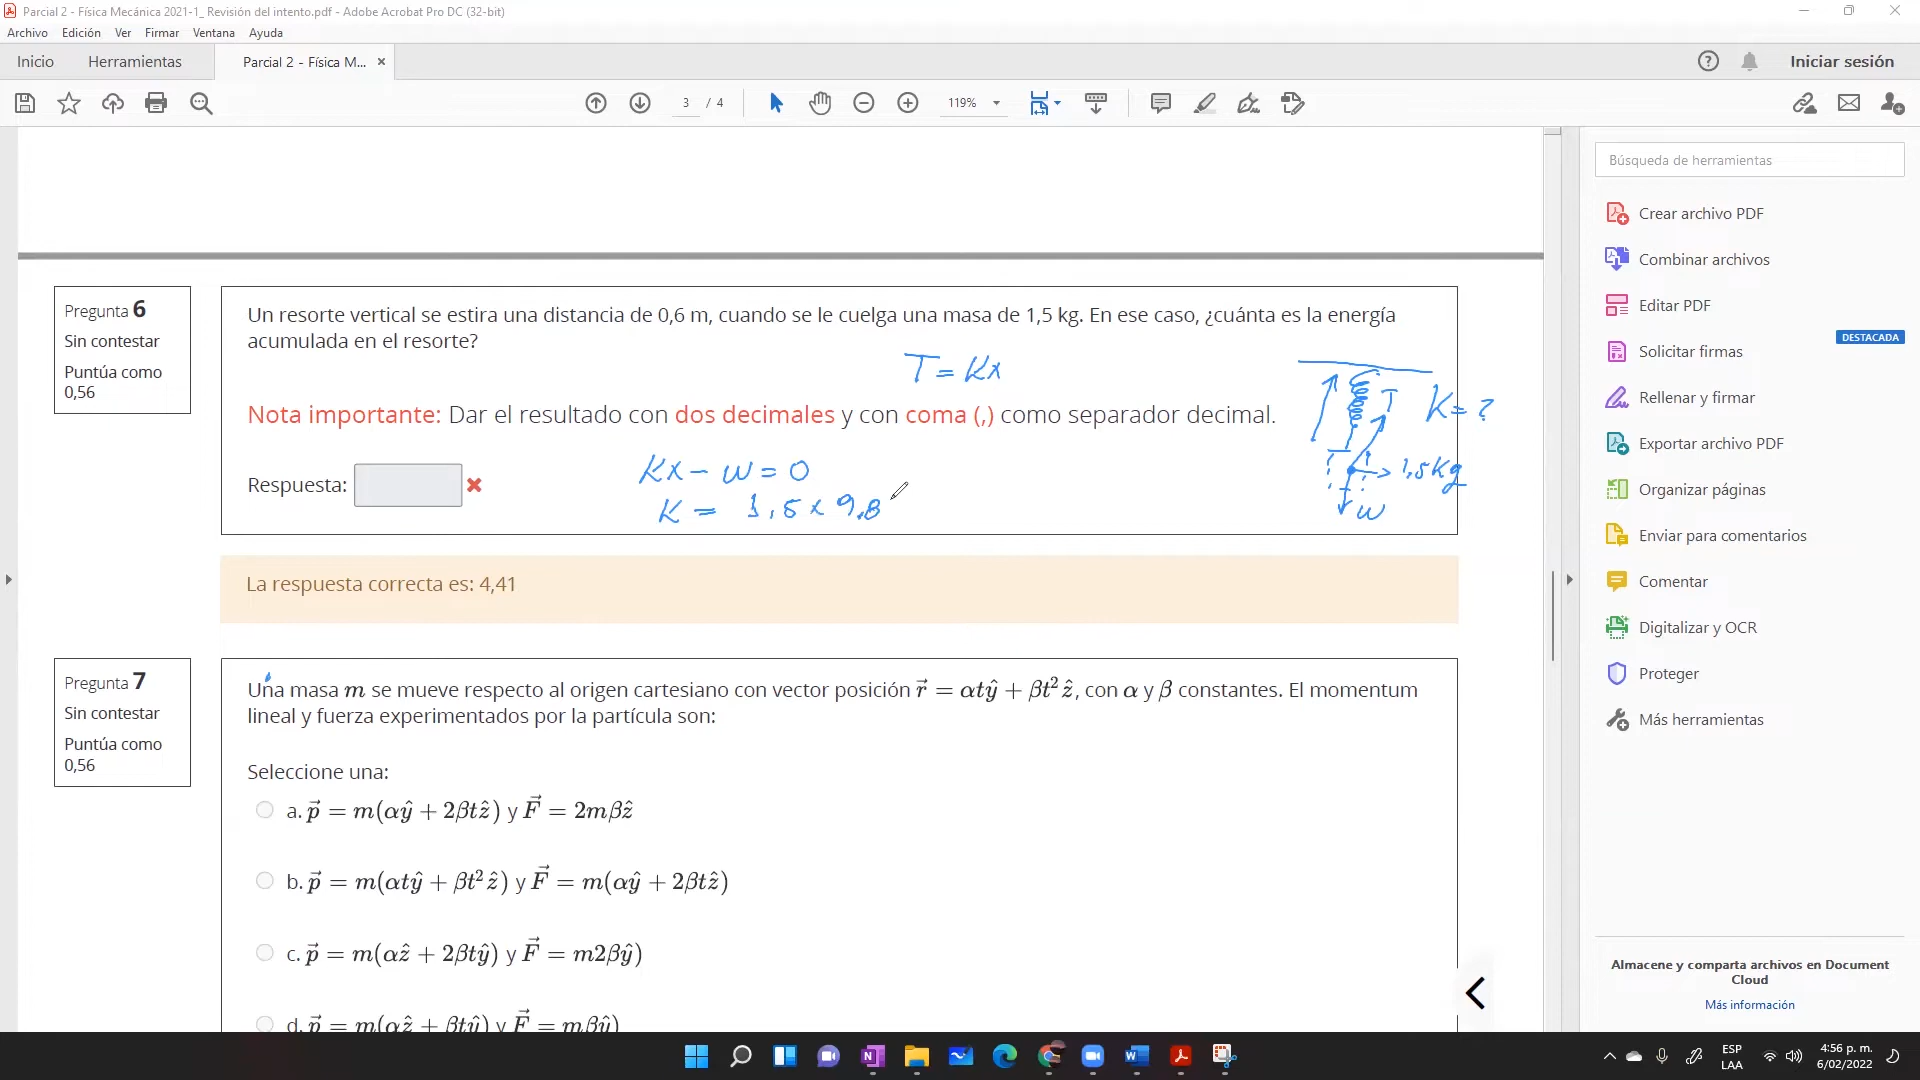 Parcial 2 - Física Mecánica 2021-1_ Revisión del intento.pdf - Adobe Acrobat Pro DC (32-bit)
Archivo Edición Ver Firmar Ventana Ayuda
Inicio Herramientas Parcial 2 - Física M... × Iniciar sesión
3 / 4 119%
Búsqueda de herramientas
Crear archivo PDF
Combinar archivos
Editar PDF
DESTACADA
Solicitar firmas
Rellenar y firmar
Exportar archivo PDF
Organizar páginas
Enviar para comentarios
Comentar
Digitalizar y OCR
Proteger
Más herramientas
Almacene y comparta archivos en Document
Cloud
Más información
Pregunta 6
Sin contestar
Puntúa como
0,56
Un resorte vertical se estira una distancia de 0,6 m, cuando se le cuelga una masa de 1,5 kg. En ese caso, ¿cuánta es la energía
acumulada en el resorte?
T = Kx
T K = ?
Nota importante: Dar el resultado con dos decimales y con coma (,) como separador decimal.
Kx - w = 0
1,5 Kg
Respuesta:
K = 1,5 x 9,8
w
La respuesta correcta es: 4,41
Pregunta 7
Sin contestar
Puntúa como
0,56
Una masa m se mueve respecto al origen cartesiano con vector posición r⃗ = αtŷ + βt²ẑ, con α y β constantes. El momentum
lineal y fuerza experimentados por la partícula son:
Seleccione una:
a. p⃗ = m(αŷ + 2βtẑ) y F⃗ = 2mβẑ
b. p⃗ = m(αtŷ + βt²ẑ) y F⃗ = m(αŷ + 2βtẑ)
c. p⃗ = m(αẑ + 2βtŷ) y F⃗ = m2βŷ)
d. p⃗ = m(αẑ + βtŷ) y F⃗ = mβŷ)
ESP
LAA
4:56 p. m.
6/02/2022